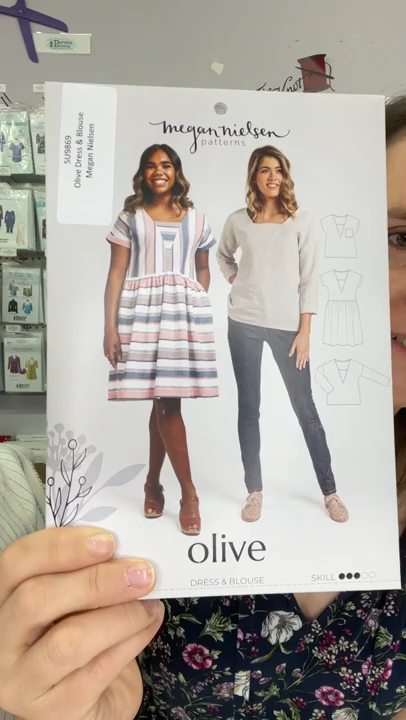 SU9869
Olive Dress & Blouse
Megan Nielsen
megan nielsen
patterns
olive
DRESS & BLOUSE
SKILL